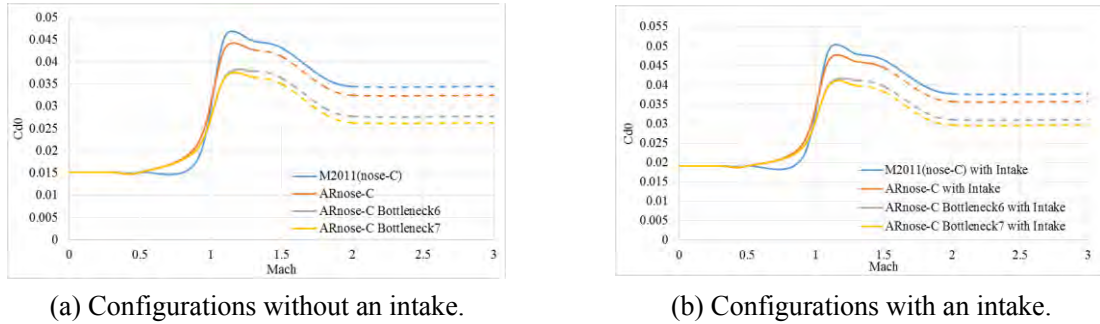 0.05
0.045
0.04
0.035
0.03
0.025
0.02
0.015
0.01
0.005
0
Cd0
0 0.5 1 1.5 2 2.5 3
Mach
M2011(nose-C)
ARnose-C
ARnose-C Bottleneck6
ARnose-C Bottleneck7
(a) Configurations without an intake.
0.055
0.05
0.045
0.04
0.035
0.03
0.025
0.02
0.015
0.01
0.005
0
Cd0
0 0.5 1 1.5 2 2.5 3
Mach
M2011(nose-C) with Intake
ARnose-C with Intake
ARnose-C Bottleneck6 with Intake
ARnose-C Bottleneck7 with Intake
(b) Configurations with an intake.